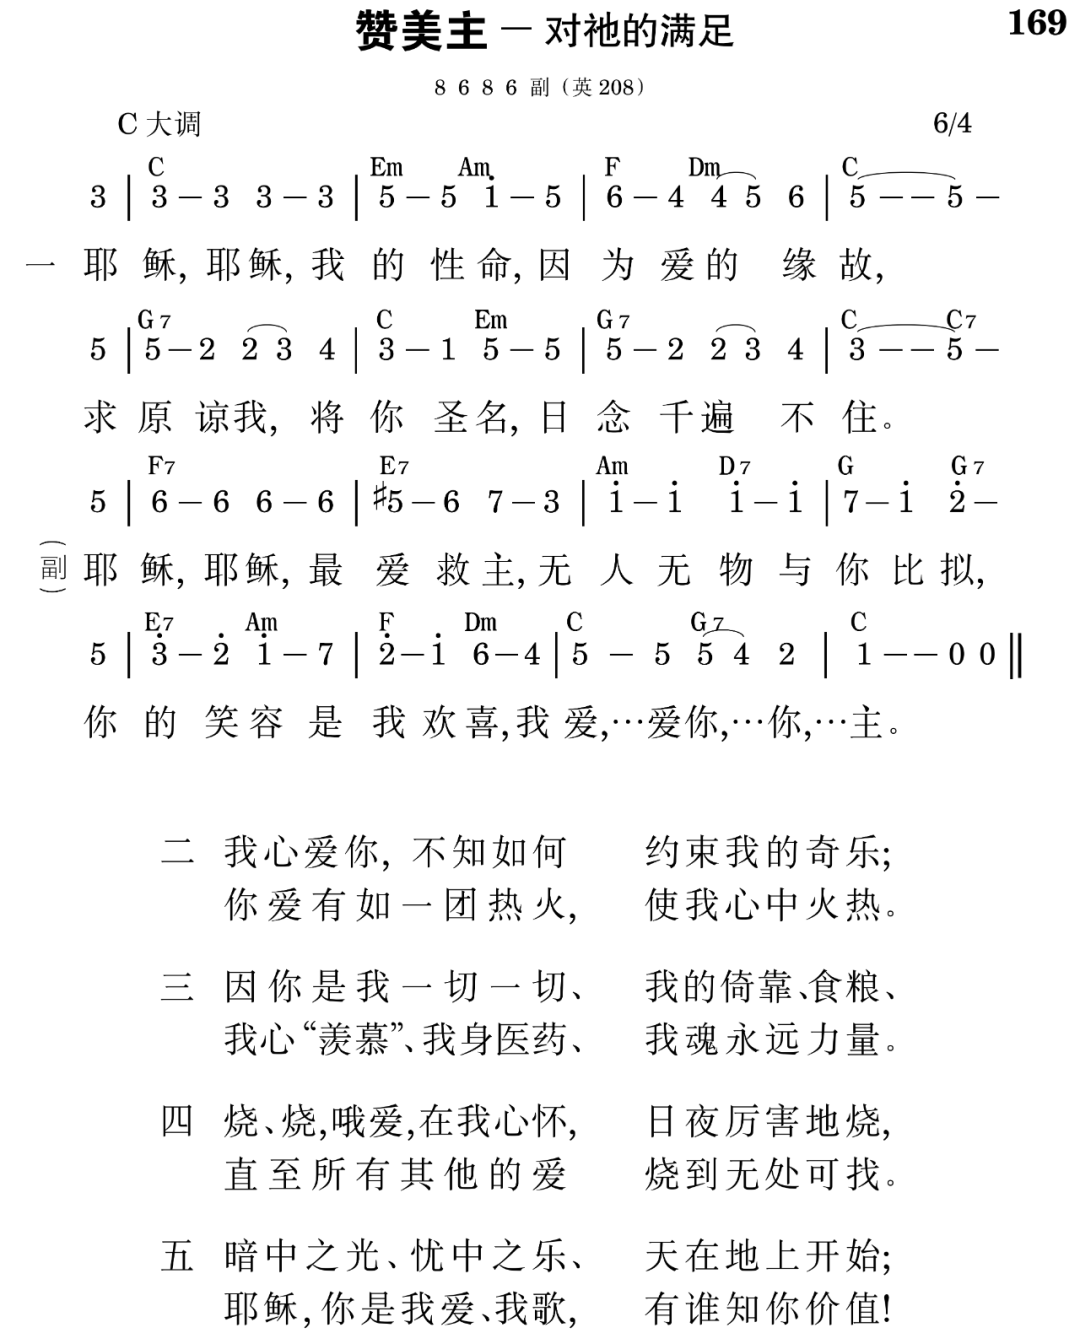 赞美主 — 对祂的满足 169
8 6 8 6 副（英 208）
C 大调 6/4
C Em Am F Dm C
3 | 3 – 3 3 – 3 | 5 – 5 i – 5 | 6 – 4 4 5 6 | 5 – – 5 –
一 耶 稣, 耶 稣, 我 的 性 命, 因 为 爱 的 缘 故,
G7 C Em G7 C C7
5 | 5 – 2 2 3 4 | 3 – 1 5 – 5 | 5 – 2 2 3 4 | 3 – – 5 –
求 原 谅 我, 将 你 圣 名, 日 念 千 遍 不 住。
F7 E7 Am D7 G G7
5 | 6 – 6 6 – 6 | #5 – 6 7 – 3 | i – i i – i | 7 – i 2̇ –
（副） 耶 稣, 耶 稣, 最 爱 救 主, 无 人 无 物 与 你 比 拟,
E7 Am F Dm C G7 C
5 | 3̇ – 2̇ i – 7 | 2̇ – i 6 – 4 | 5 – 5 5 4 2 | 1 – – 0 0 ||
你 的 笑 容 是 我 欢 喜, 我 爱, … 爱 你, … 你, … 主。
二 我心爱你, 不知如何 约束我的奇乐;
你爱有如一团热火, 使我心中火热。
三 因你是我一切一切、 我的倚靠、食粮、
我心“羡慕”、我身医药、 我魂永远力量。
四 烧、烧, 哦爱, 在我心怀, 日夜厉害地烧,
直至所有其他的爱 烧到无处可找。
五 暗中之光、忧中之乐、 天在地上开始;
耶稣, 你是我爱、我歌, 有谁知你价值!